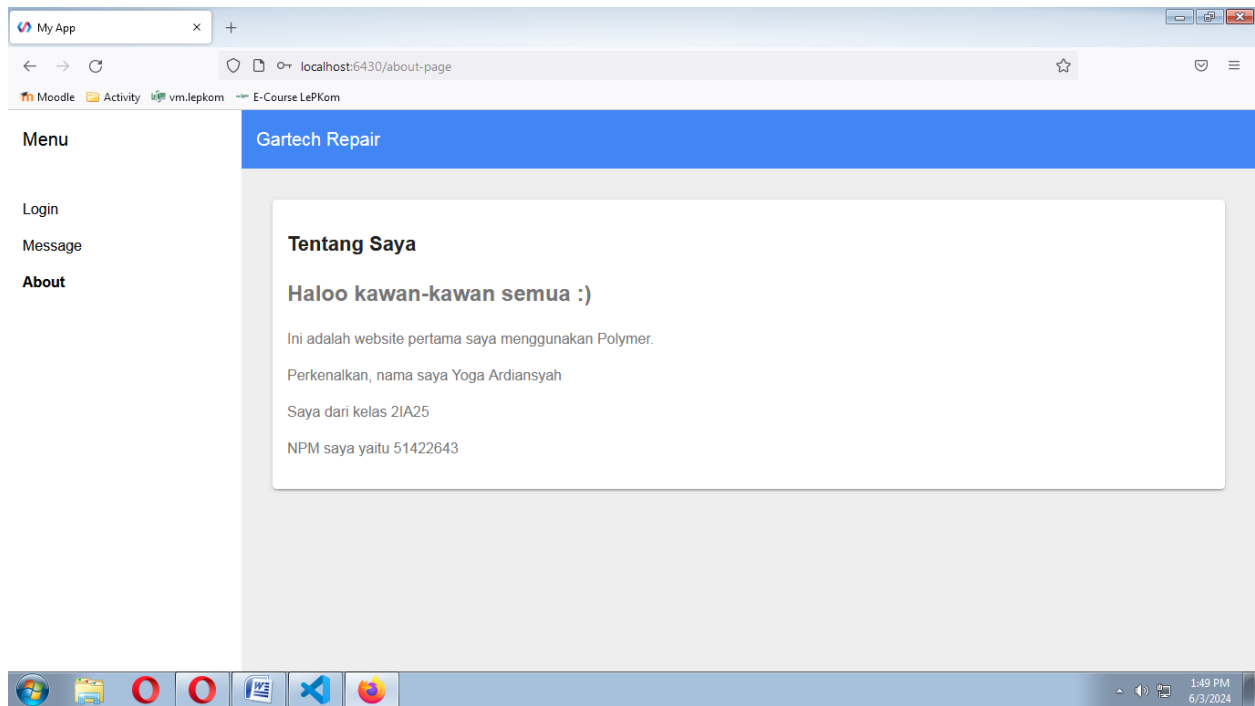 My App
localhost:6430/about-page
Moodle Activity vm.lepkom E-Course LePKom
Menu
Gartech Repair
Login
Message
About
Tentang Saya
Haloo kawan-kawan semua :)
Ini adalah website pertama saya menggunakan Polymer.
Perkenalkan, nama saya Yoga Ardiansyah
Saya dari kelas 2IA25
NPM saya yaitu 51422643
1:49 PM
6/3/2024